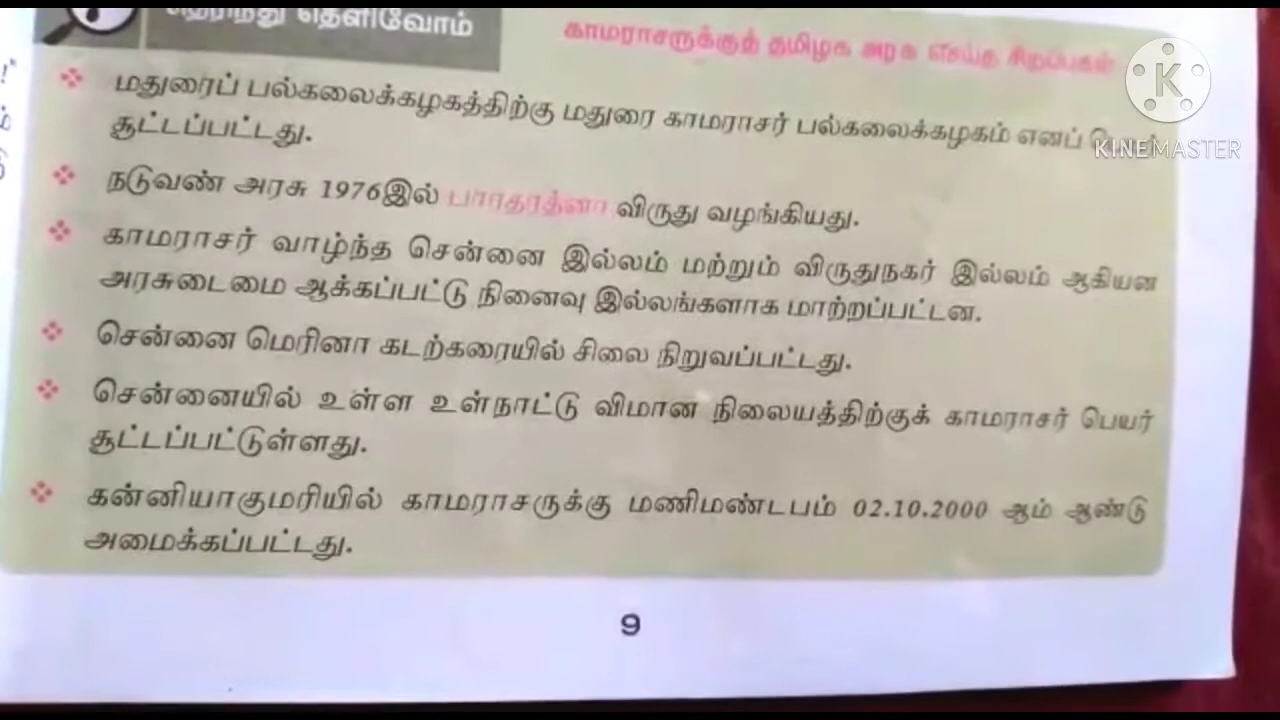 தெரிந்து தெளிவோம்
காமராசருக்குத் தமிழக அரசு செய்த சிறப்புகள்
மதுரைப் பல்கலைக்கழகத்திற்கு மதுரை காமராசர் பல்கலைக்கழகம் எனப் பெயர்
சூட்டப்பட்டது.
நடுவண் அரசு 1976இல் பாரதரத்னா விருது வழங்கியது.
காமராசர் வாழ்ந்த சென்னை இல்லம் மற்றும் விருதுநகர் இல்லம் ஆகியன
அரசுடைமை ஆக்கப்பட்டு நினைவு இல்லங்களாக மாற்றப்பட்டன.
சென்னை மெரினா கடற்கரையில் சிலை நிறுவப்பட்டது.
சென்னையில் உள்ள உள்நாட்டு விமான நிலையத்திற்குக் காமராசர் பெயர்
சூட்டப்பட்டுள்ளது.
கன்னியாகுமரியில் காமராசருக்கு மணிமண்டபம் 02.10.2000 ஆம் ஆண்டு
அமைக்கப்பட்டது.
9
K
KINEMASTER